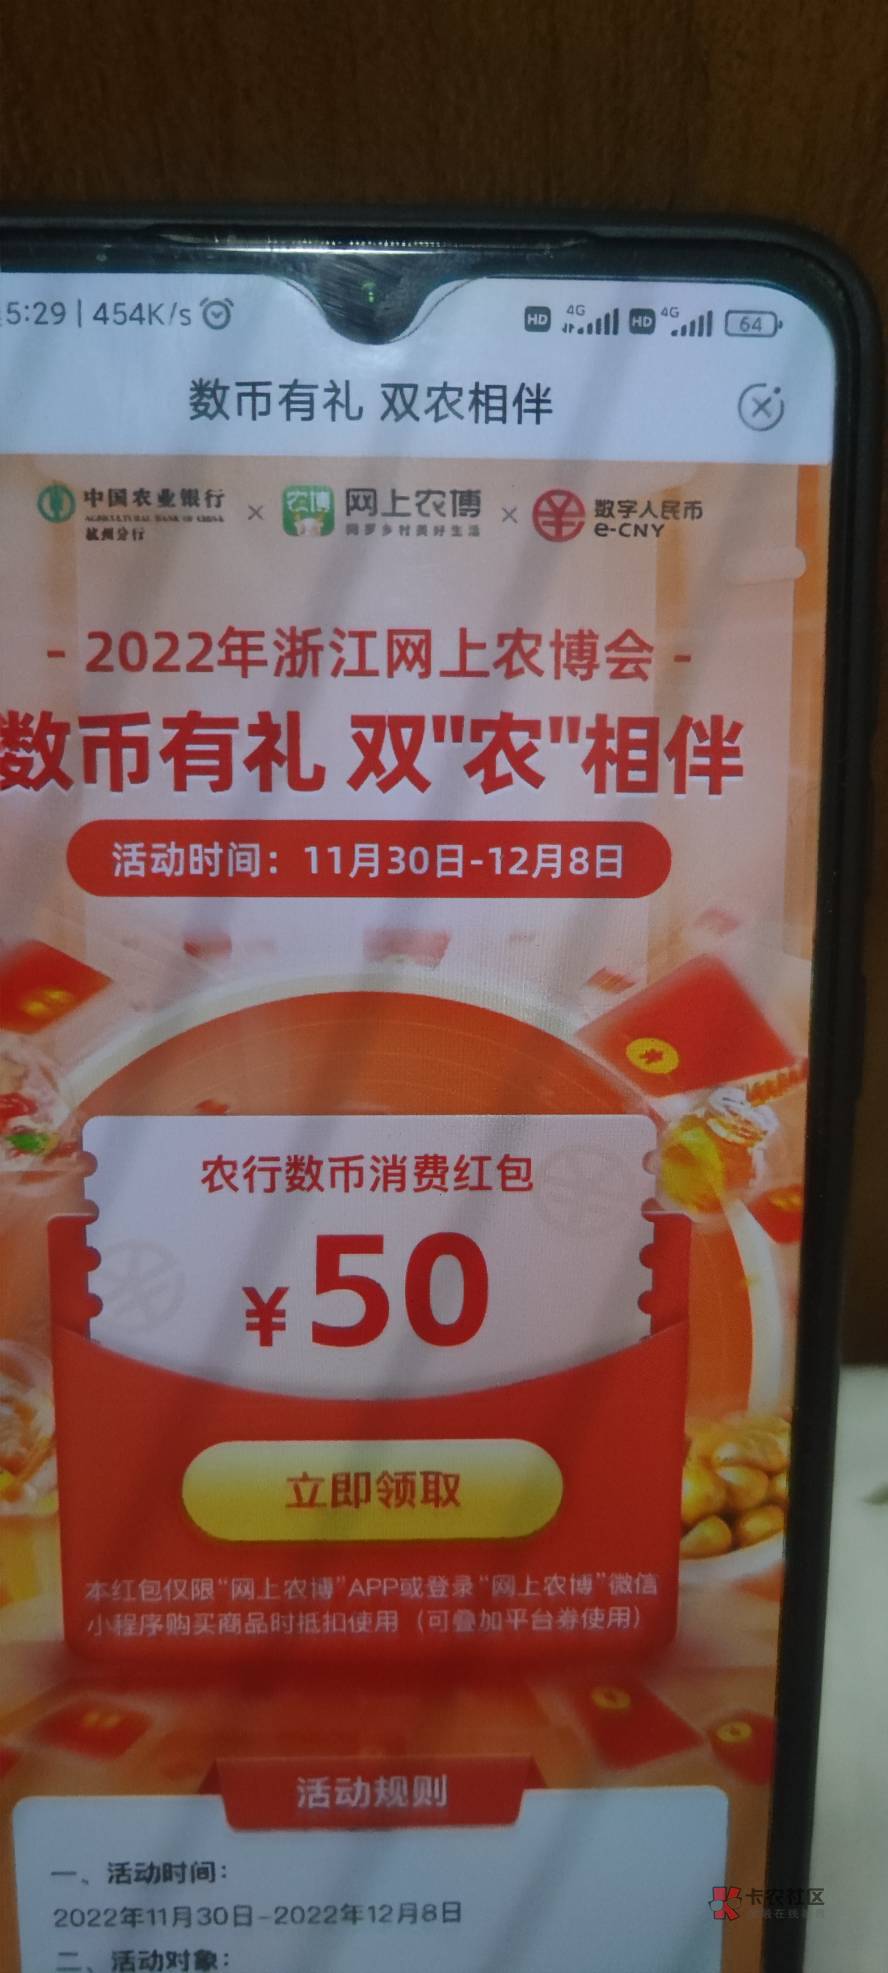 5:29 | 454K/s
HD 4G HD 4G 64
数币有礼 双农相伴
中国农业银行 × 农博 网上农博 × 数字人民币
AGRICULTURAL BANK OF CHINA
杭州分行
e-CNY
- 2022年浙江网上农博会 -
数币有礼 双"农"相伴
活动时间：11月30日-12月8日
农行数币消费红包
¥50
立即领取
本红包仅限“网上农博”APP或登录“网上农博”微信
小程序购买商品时抵扣使用（可叠加平台券使用）
活动规则
一、活动时间：
2022年11月30日-2022年12月8日
二、活动对象：
卡农社区